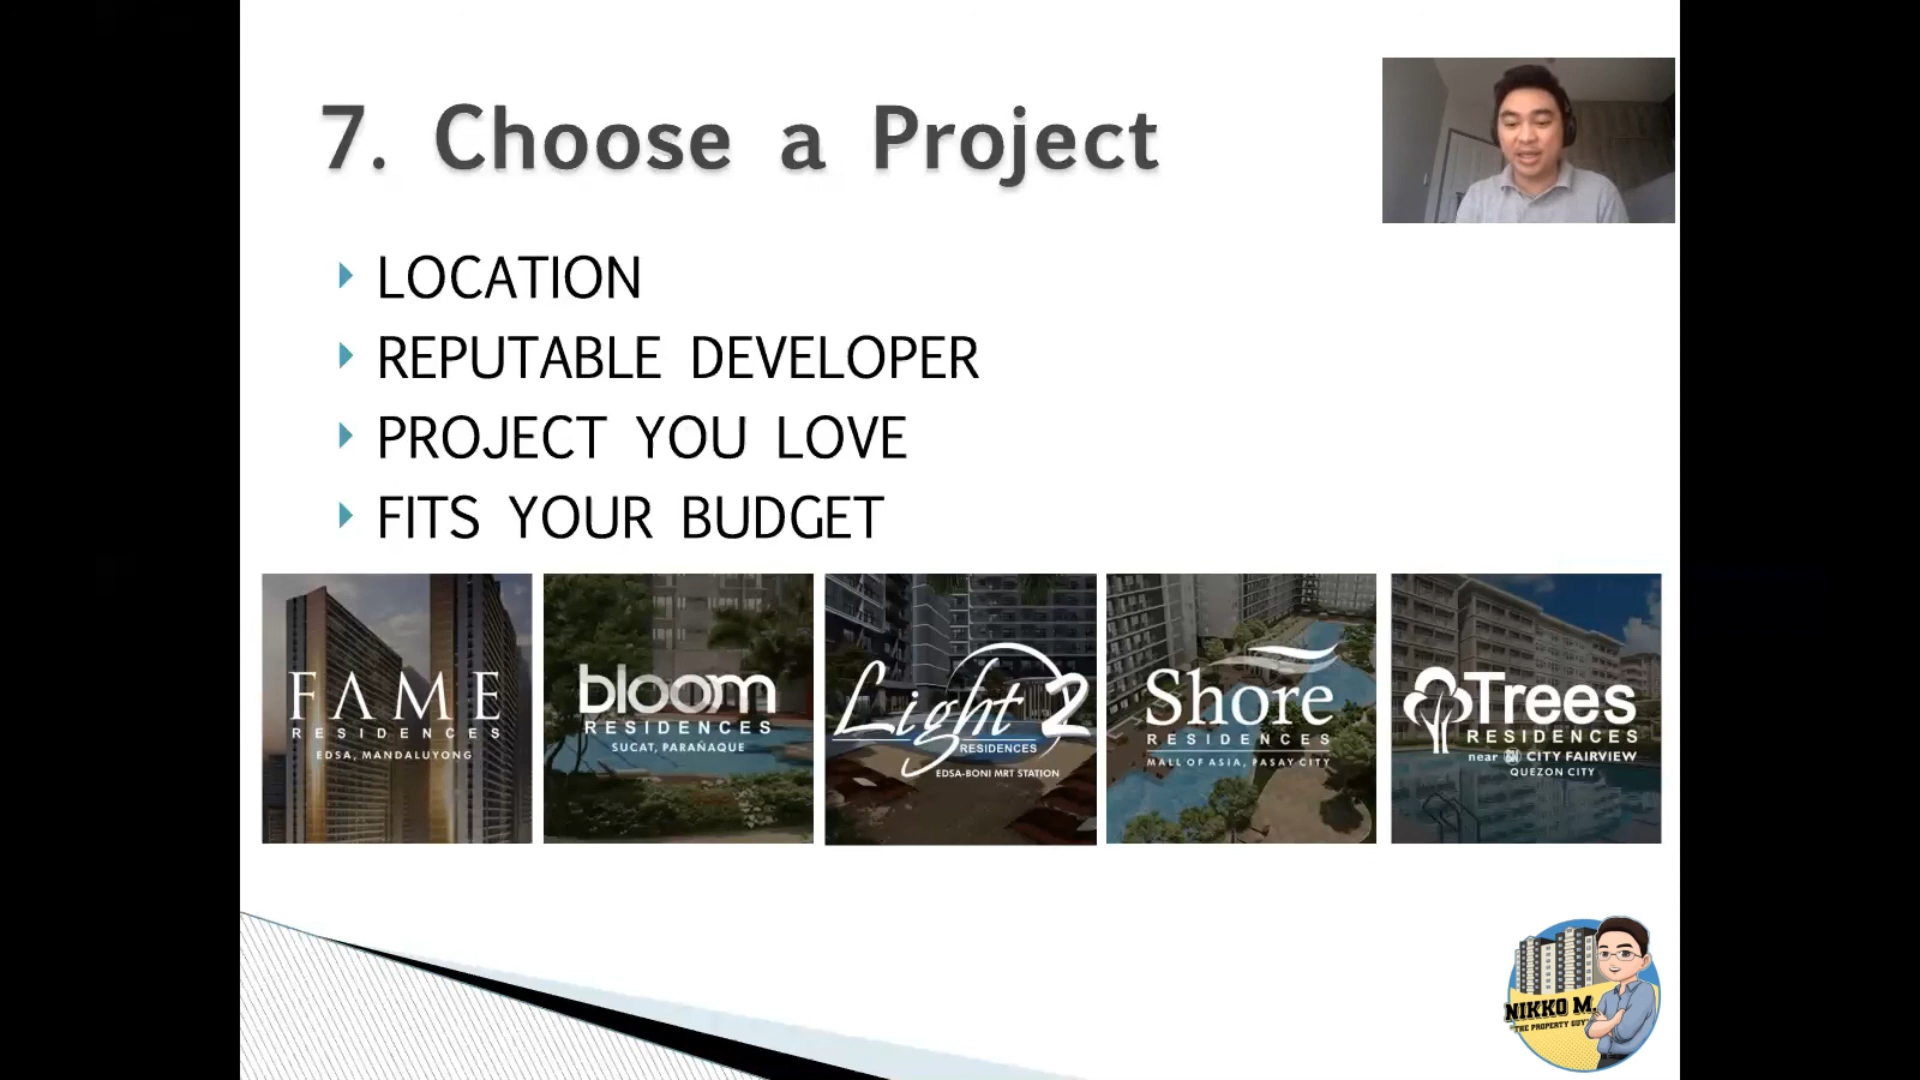 7. Choose a Project
LOCATION
REPUTABLE DEVELOPER
PROJECT YOU LOVE
FITS YOUR BUDGET
FAME
RESIDENCES
EDSA, MANDALUYONG
bloom
RESIDENCES
SUCAT, PARAÑAQUE
Light 2
RESIDENCES
EDSA-BONI MRT STATION
Shore
RESIDENCES
MALL OF ASIA, PASAY CITY
Trees
RESIDENCES
near SM CITY FAIRVIEW
QUEZON CITY
NIKKO M.
"THE PROPERTY GUY"